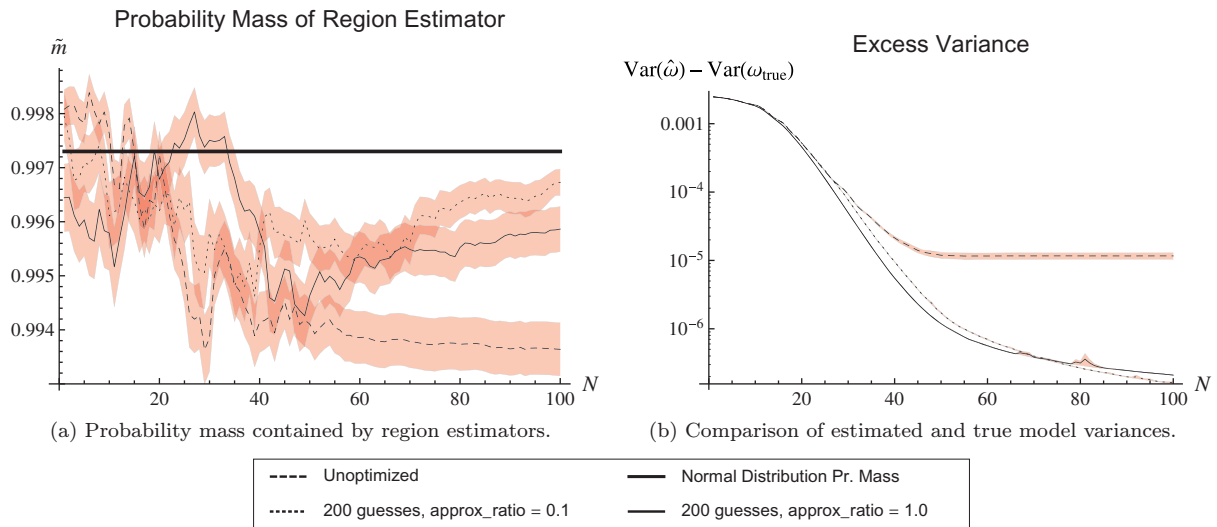 Probability Mass of Region Estimator
m̃
0.998
0.997
0.996
0.995
0.994
20 40 60 80 100
N
(a) Probability mass contained by region estimators.
Excess Variance
Var(ω̂) − Var(ω_true)
0.001
10⁻⁴
10⁻⁵
10⁻⁶
20 40 60 80 100
N
(b) Comparison of estimated and true model variances.
Unoptimized
Normal Distribution Pr. Mass
200 guesses, approx_ratio = 0.1
200 guesses, approx_ratio = 1.0